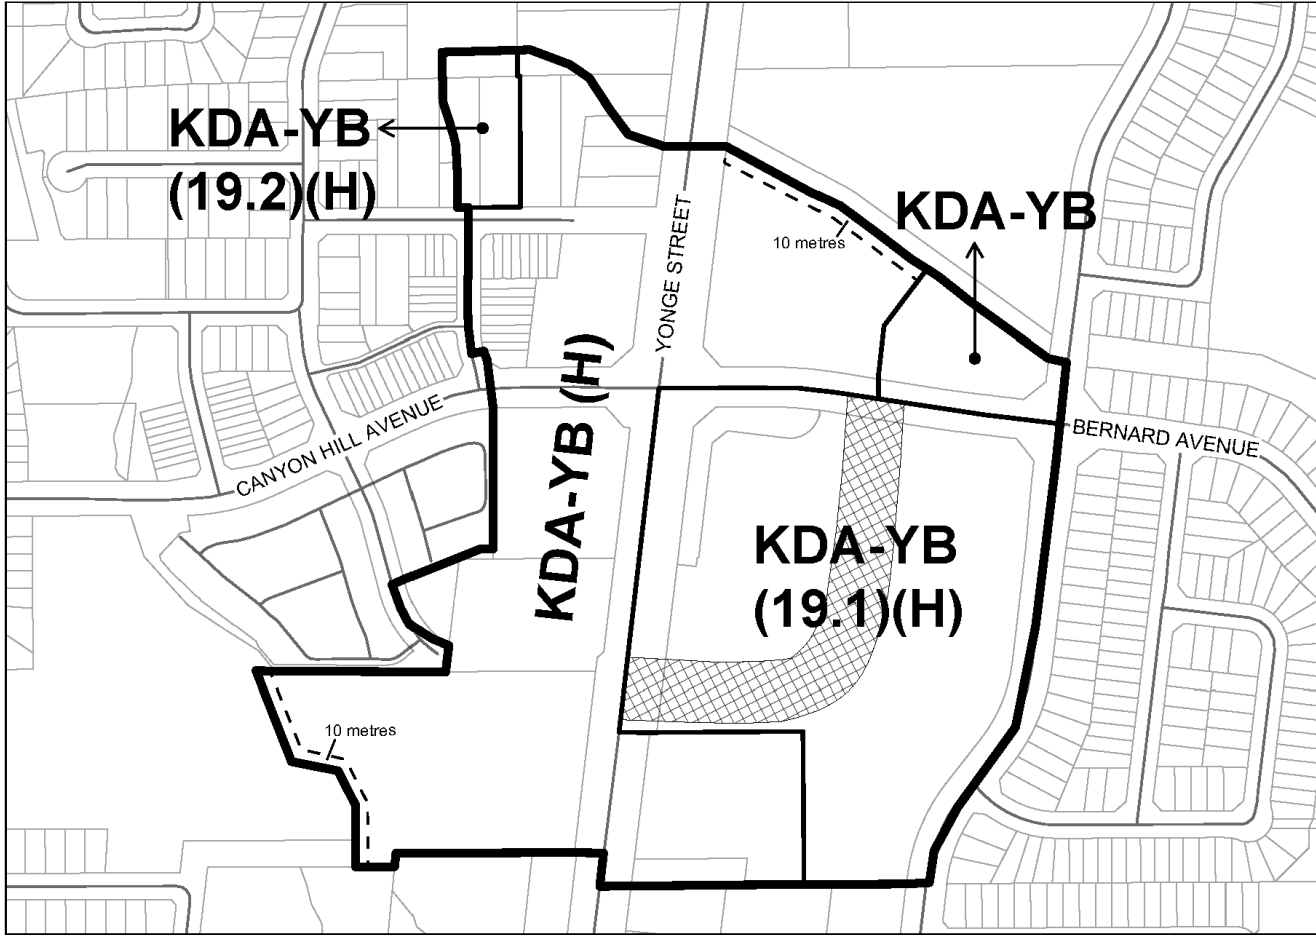 KDA-YB
(19.2)(H)
KDA-YB
10 metres
YONGE STREET
KDA-YB (H)
CANYON HILL AVENUE
BERNARD AVENUE
KDA-YB
(19.1)(H)
10 metres